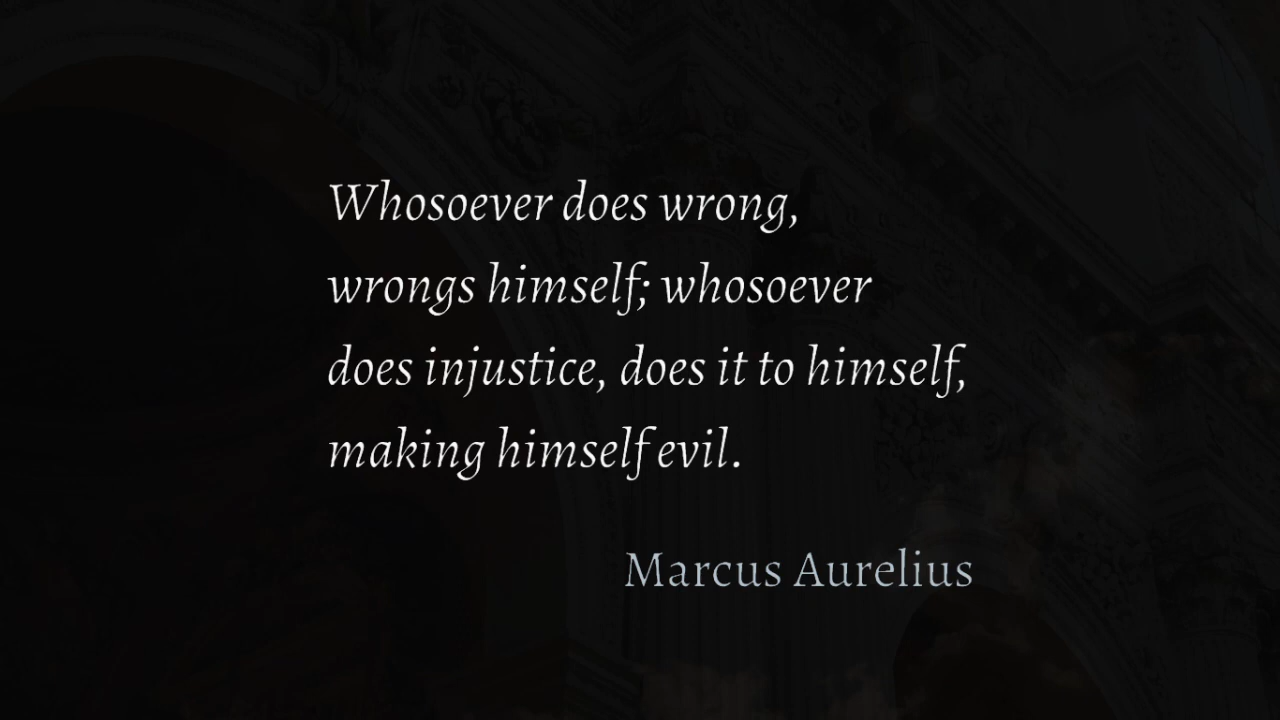 Whosoever does wrong,
wrongs himself; whosoever
does injustice, does it to himself,
making himself evil.
Marcus Aurelius